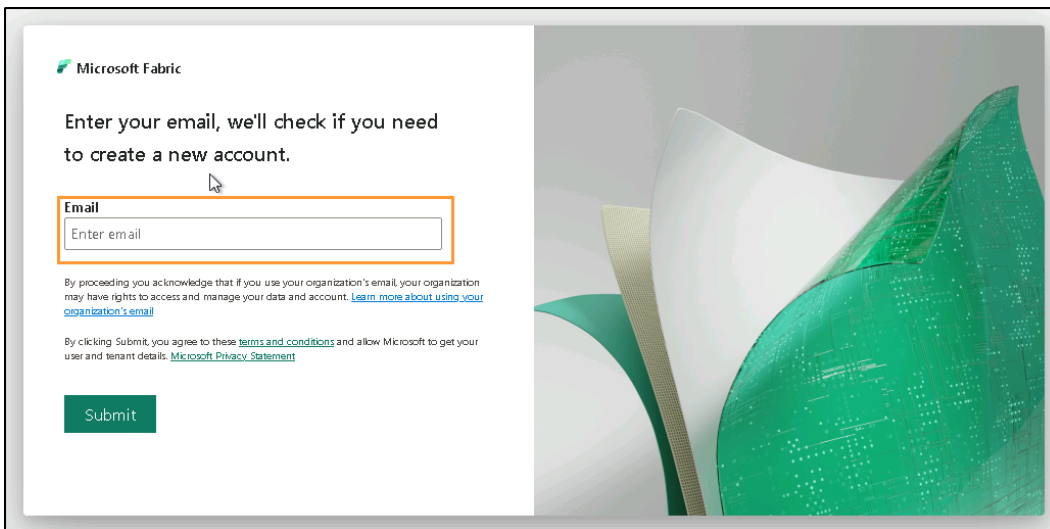 Microsoft Fabric
Enter your email, we'll check if you need
to create a new account.
Email
Enter email
By proceeding you acknowledge that if you use your organization's email, your organization
may have rights to access and manage your data and account. Learn more about using your
organization's email
By clicking Submit, you agree to these terms and conditions and allow Microsoft to get your
user and tenant details. Microsoft Privacy Statement
Submit